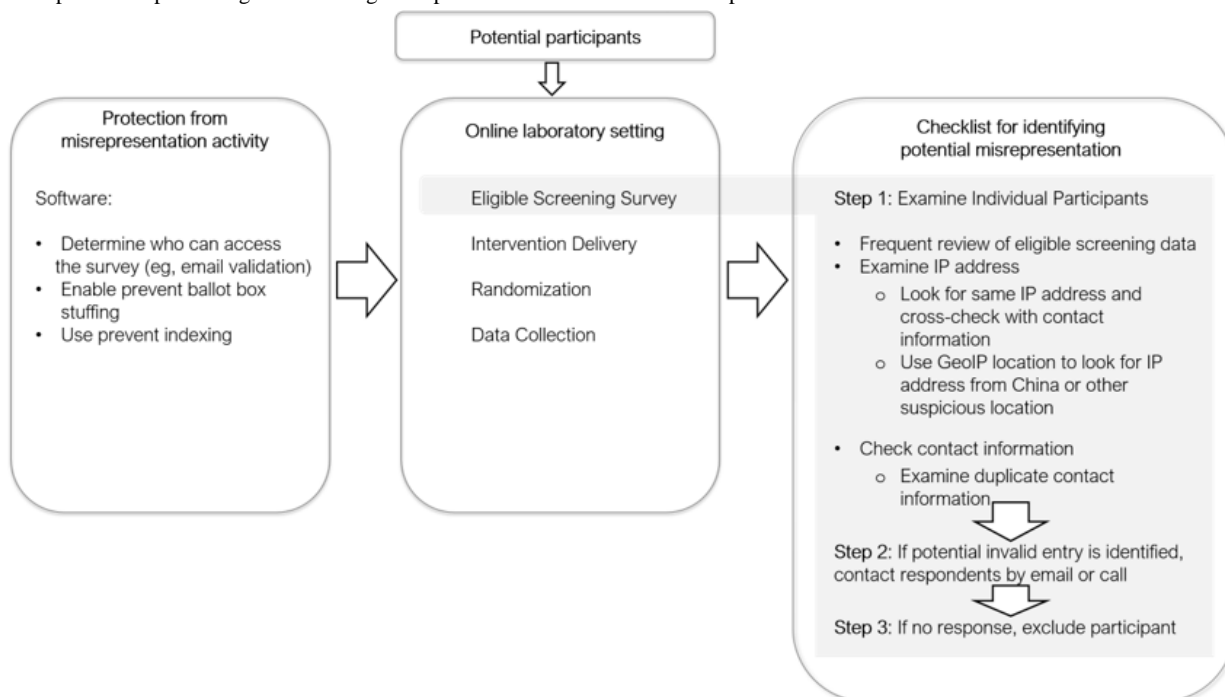 Potential participants
Protection from
misrepresentation activity
Software:
• Determine who can access
the survey (eg, email validation)
• Enable prevent ballot box
stuffing
• Use prevent indexing
Online laboratory setting
Eligible Screening Survey
Intervention Delivery
Randomization
Data Collection
Checklist for identifying
potential misrepresentation
Step 1: Examine Individual Participants
• Frequent review of eligible screening data
• Examine IP address
o Look for same IP address and
cross-check with contact
information
o Use GeoIP location to look for IP
address from China or other
suspicious location
• Check contact information
o Examine duplicate contact
information
Step 2: If potential invalid entry is identified,
contact respondents by email or call
Step 3: If no response, exclude participant